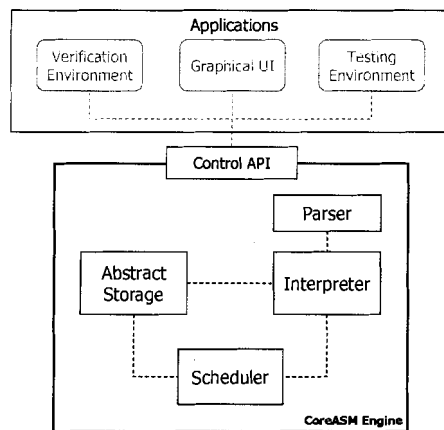 Applications
Verification
Environment
Graphical UI
Testing
Environment
Control API
Parser
Abstract
Storage
Interpreter
Scheduler
CoreASM Engine